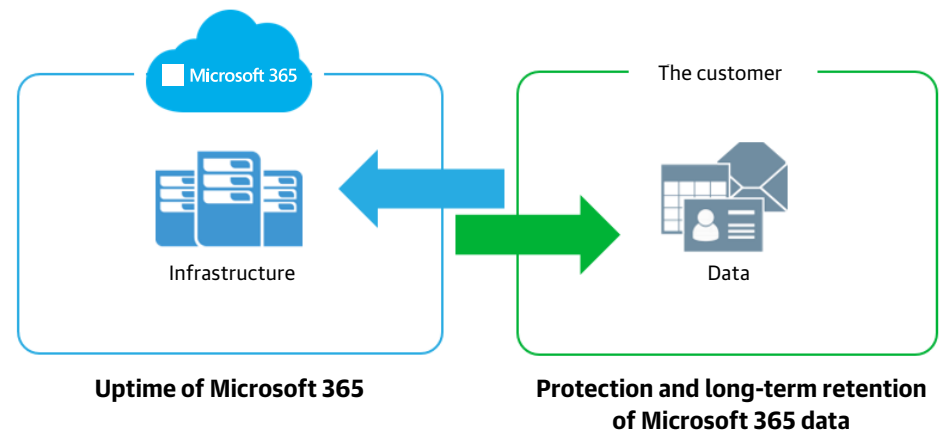 Microsoft 365
The customer
Infrastructure
Data
Uptime of Microsoft 365
Protection and long-term retention
of Microsoft 365 data